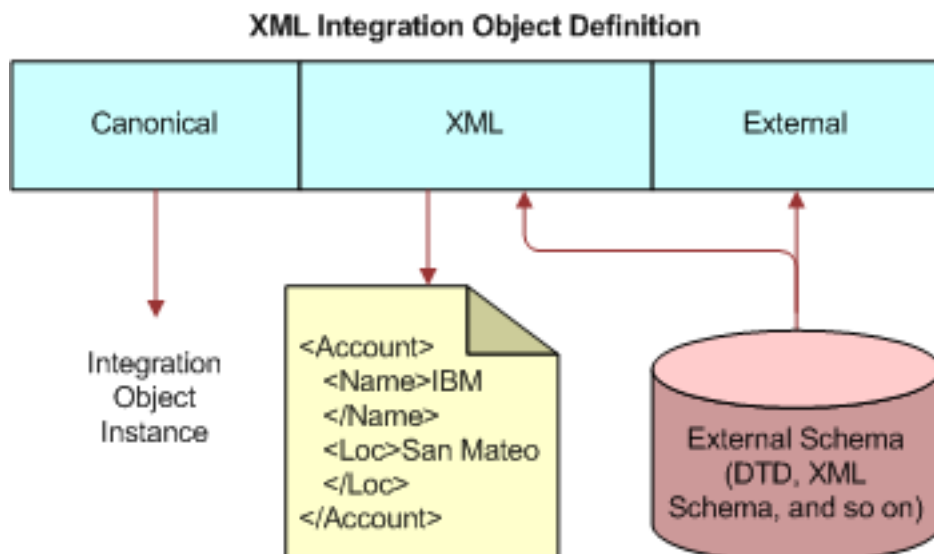 XML Integration Object Definition
Canonical
XML
External
Integration
Object
Instance
<Account>
<Name>IBM
</Name>
<Loc>San Mateo
</Loc>
</Account>
External Schema
(DTD, XML
Schema, and so on)